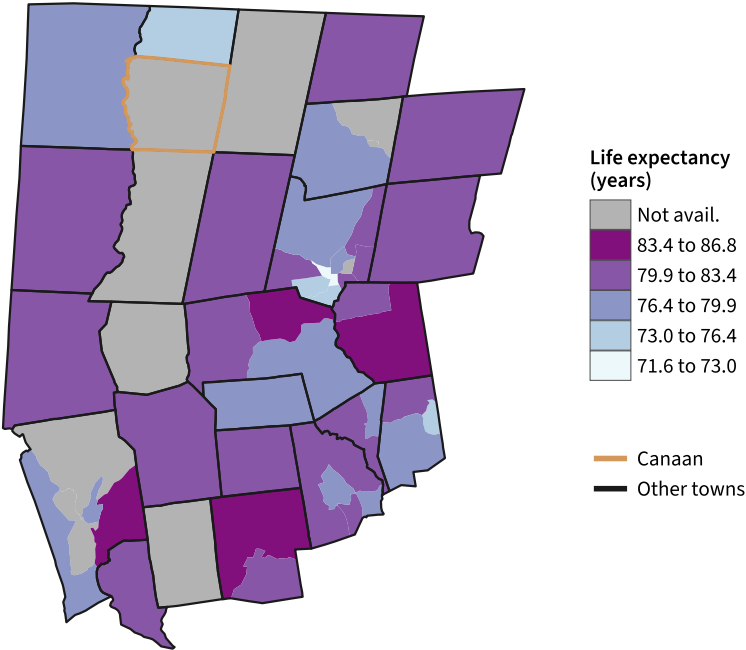 Life expectancy
(years)
Not avail.
83.4 to 86.8
79.9 to 83.4
76.4 to 79.9
73.0 to 76.4
71.6 to 73.0
Canaan
Other towns